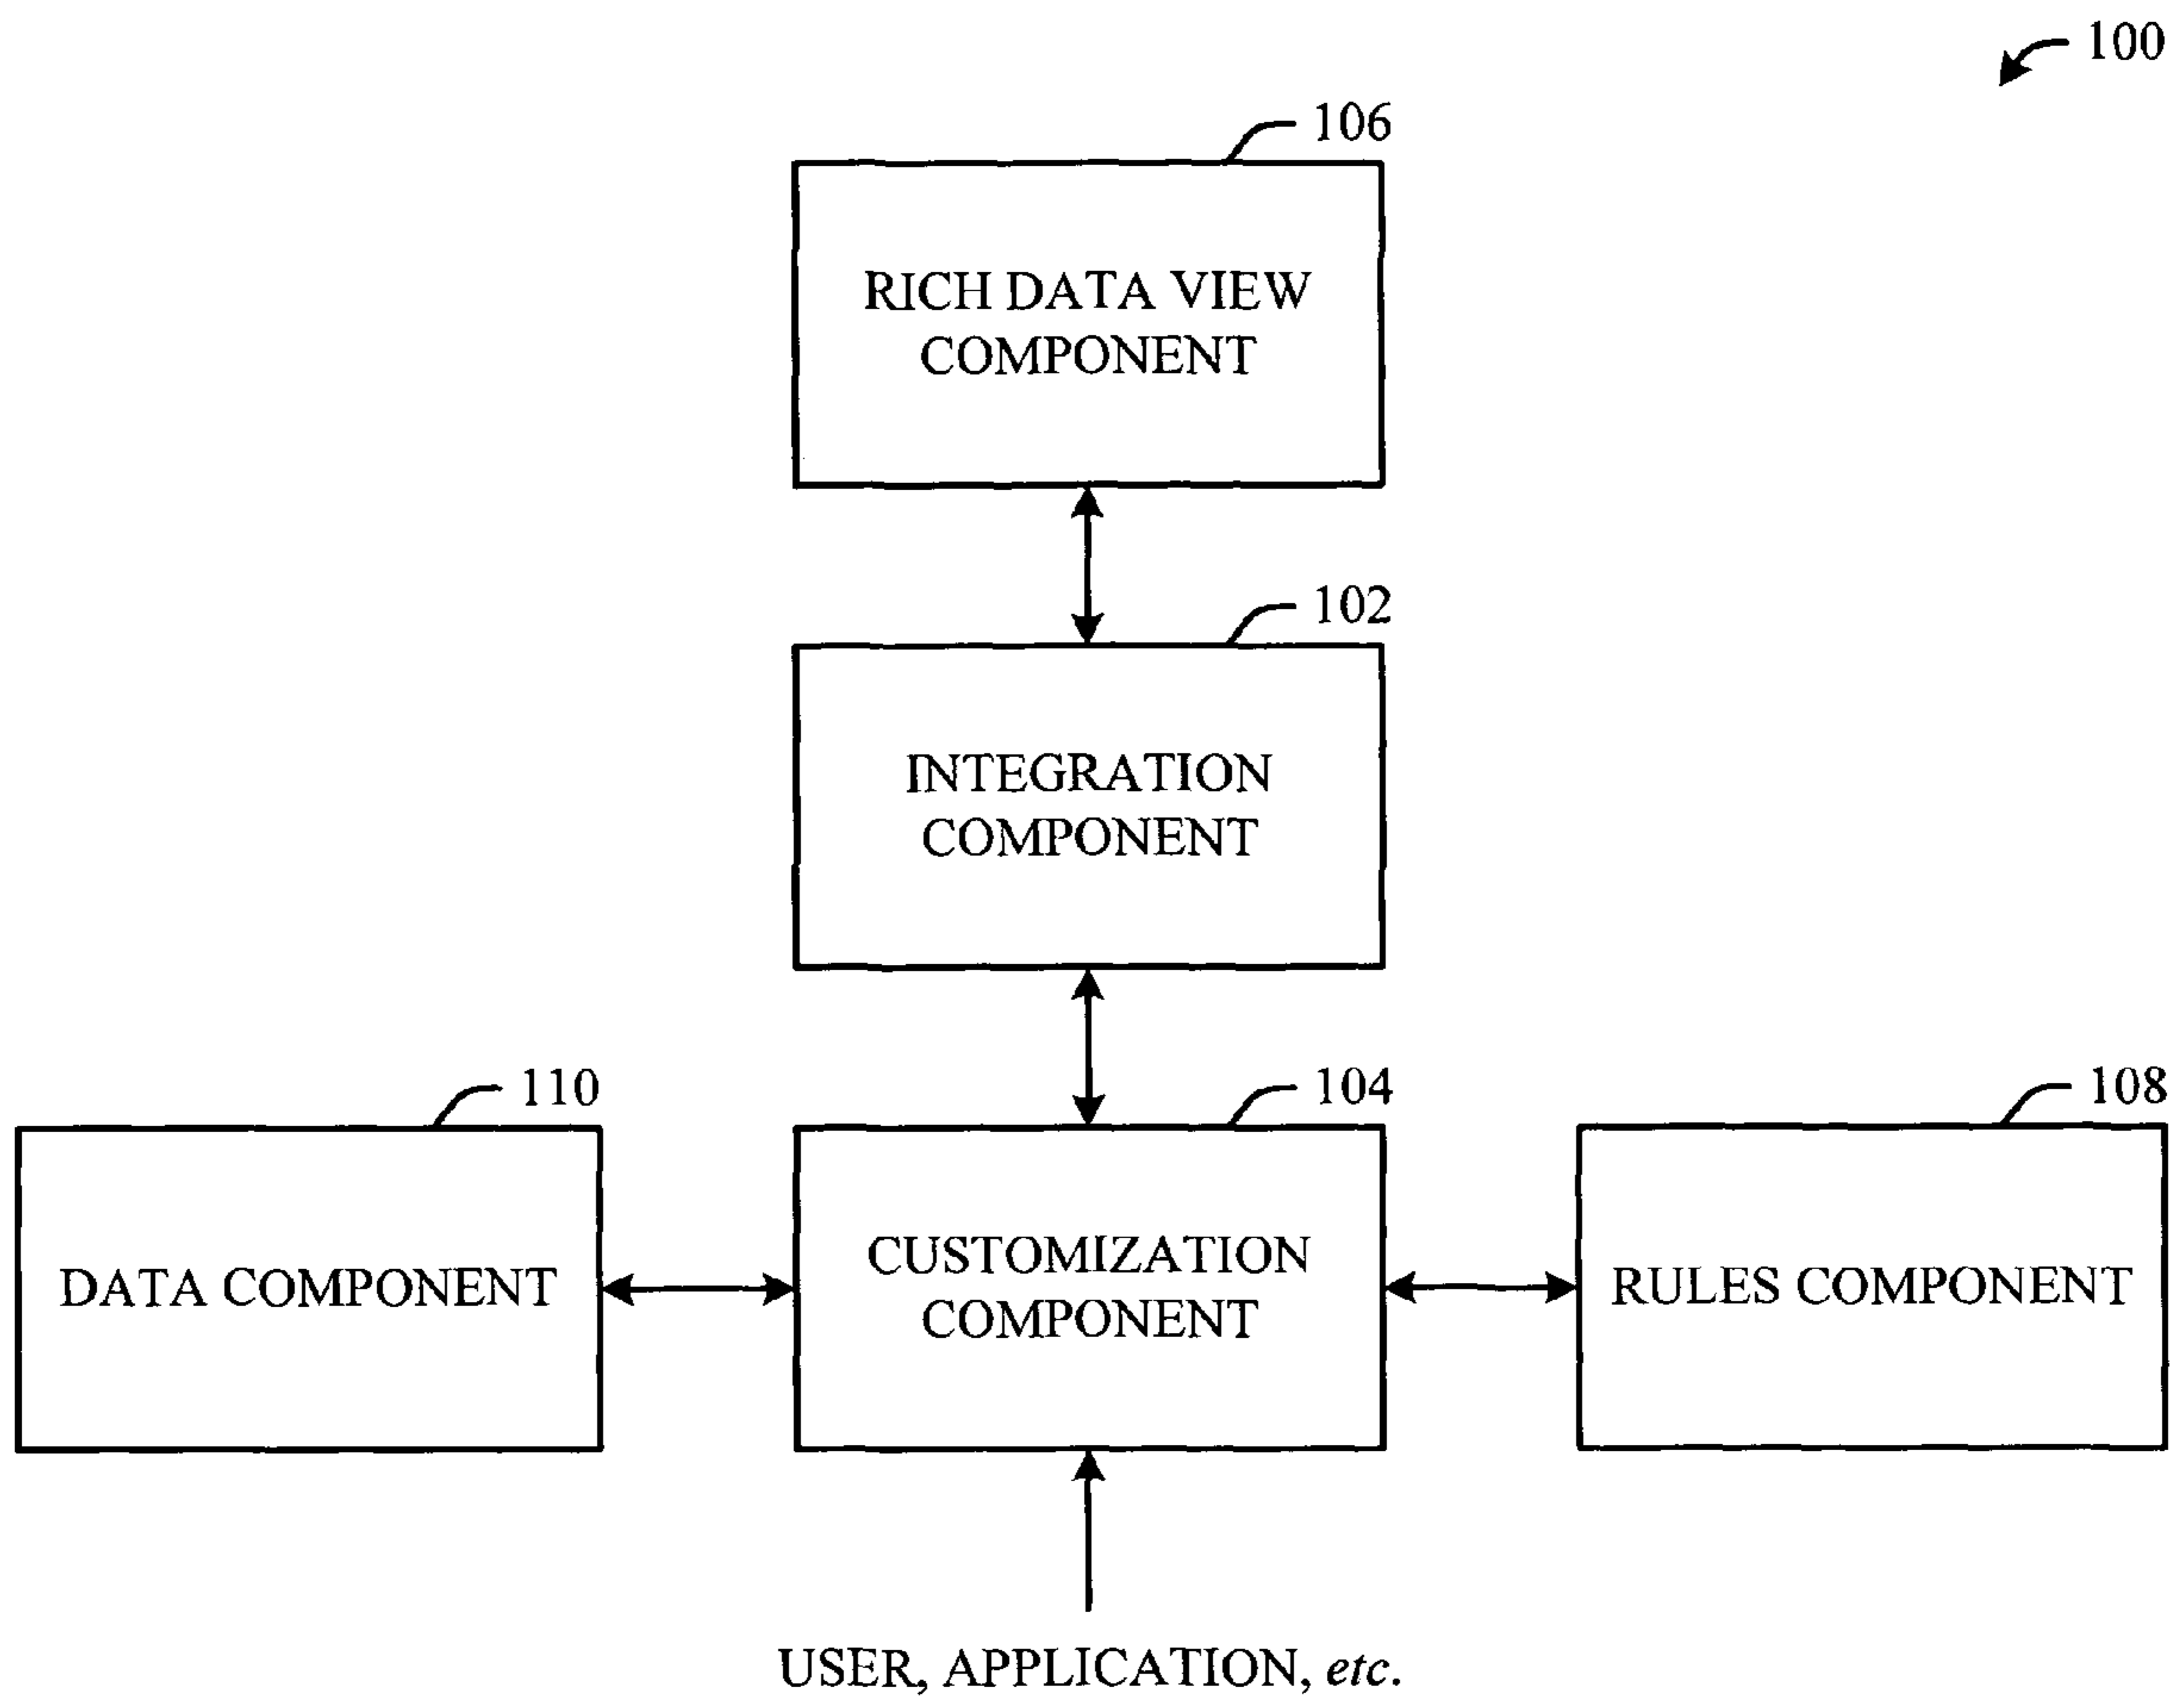 100
106
RICH DATA VIEW
COMPONENT
102
INTEGRATION
COMPONENT
110
104
108
DATA COMPONENT
CUSTOMIZATION
COMPONENT
RULES COMPONENT
USER, APPLICATION, etc.